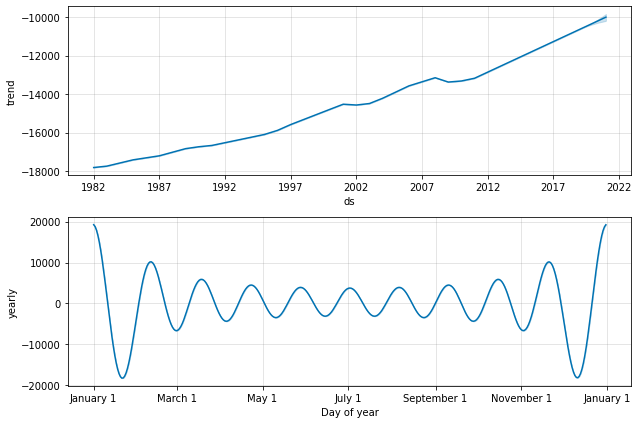 −10000
−12000
−14000
−16000
−18000
trend
1982 1987 1992 1997 2002 2007 2012 2017 2022
ds
20000
10000
0
−10000
−20000
yearly
January 1 March 1 May 1 July 1 September 1 November 1 January 1
Day of year